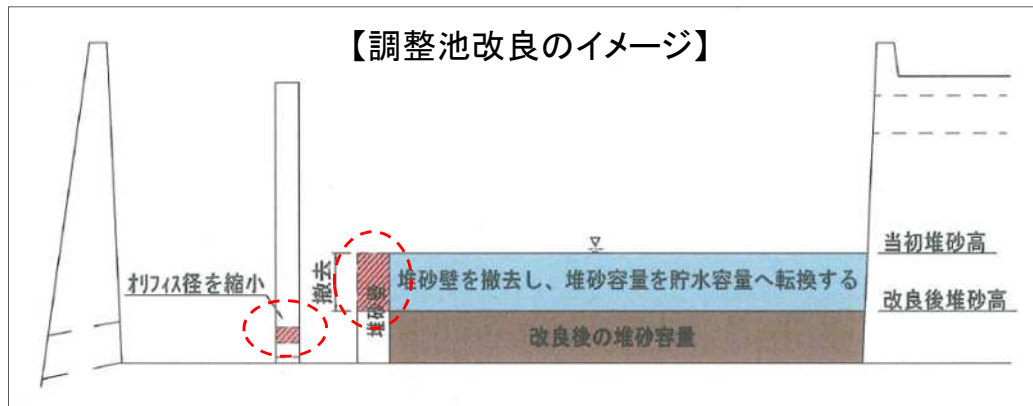 【調整池改良のイメージ】
当初堆砂高
堆砂壁を撤去し、堆砂容量を貯水容量へ転換する
撤去
オリフィス径を縮小
改良後堆砂高
堆砂壁
改良後の堆砂容量